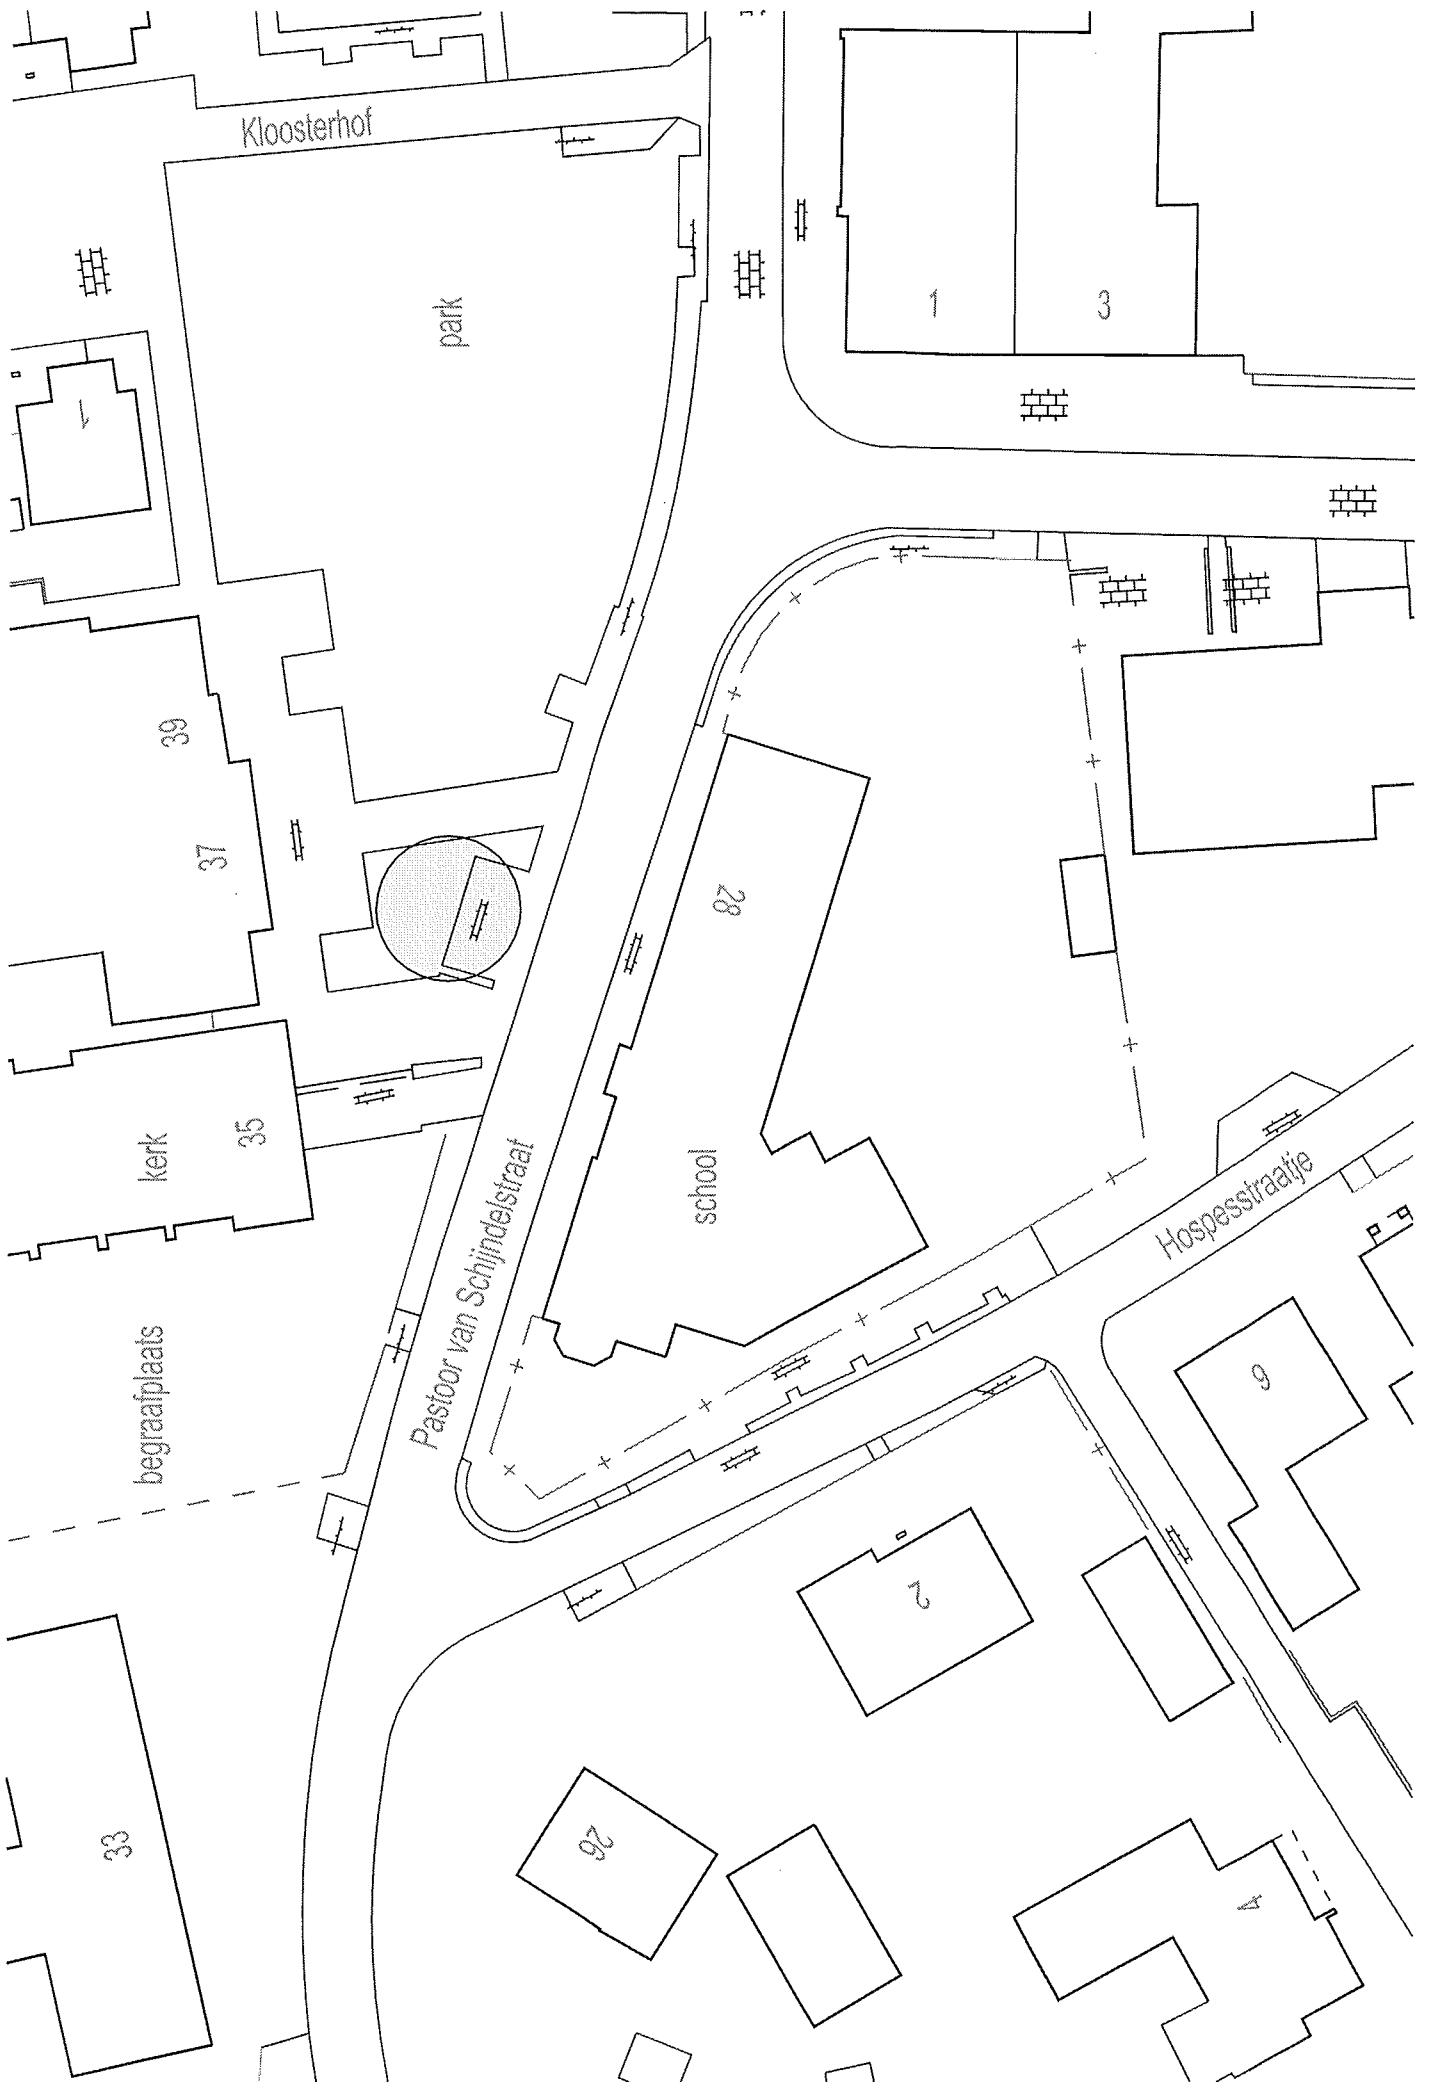 Kloosterhof
park
1
3
1
39
37
28
kerk
35
school
Pastoor van Schijndelstraat
Hospesstraatje
begraafplaats
9
2
33
26
4